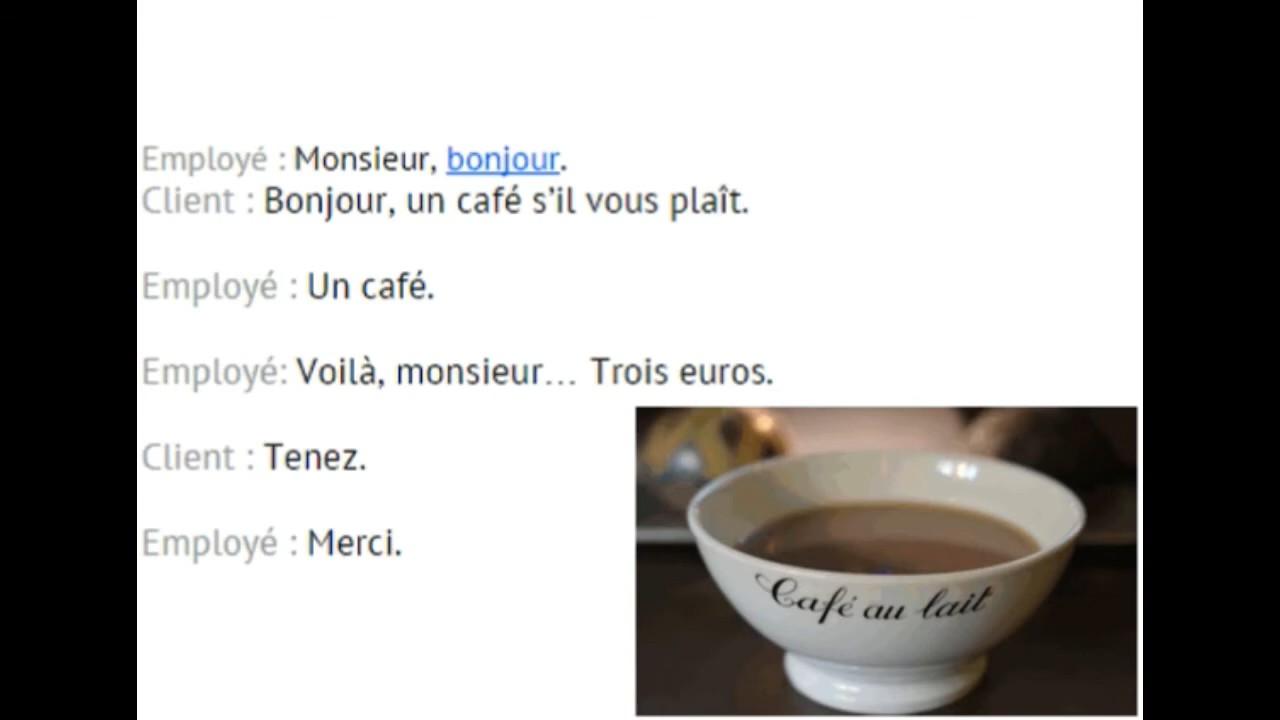 Employé : Monsieur, bonjour.
Client : Bonjour, un café s’il vous plaît.
Employé : Un café.
Employé: Voilà, monsieur… Trois euros.
Client : Tenez.
Employé : Merci.
Café au lait